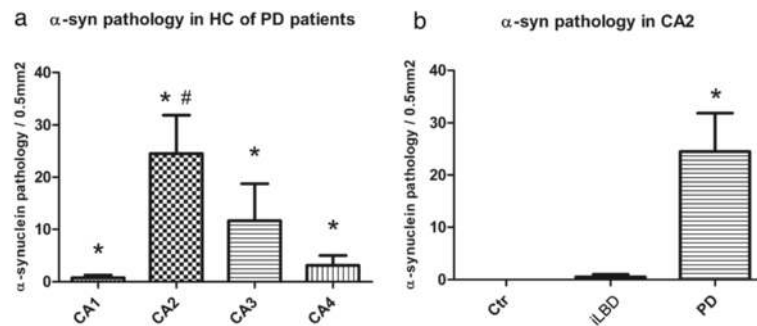 a α-syn pathology in HC of PD patients
α-synuclein pathology / 0.5mm2
40
30
20
10
0
*
* #
*
*
CA1
CA2
CA3
CA4
b α-syn pathology in CA2
α-synuclein pathology / 0.5mm2
40
30
20
10
0
*
Ctr
iLBD
PD